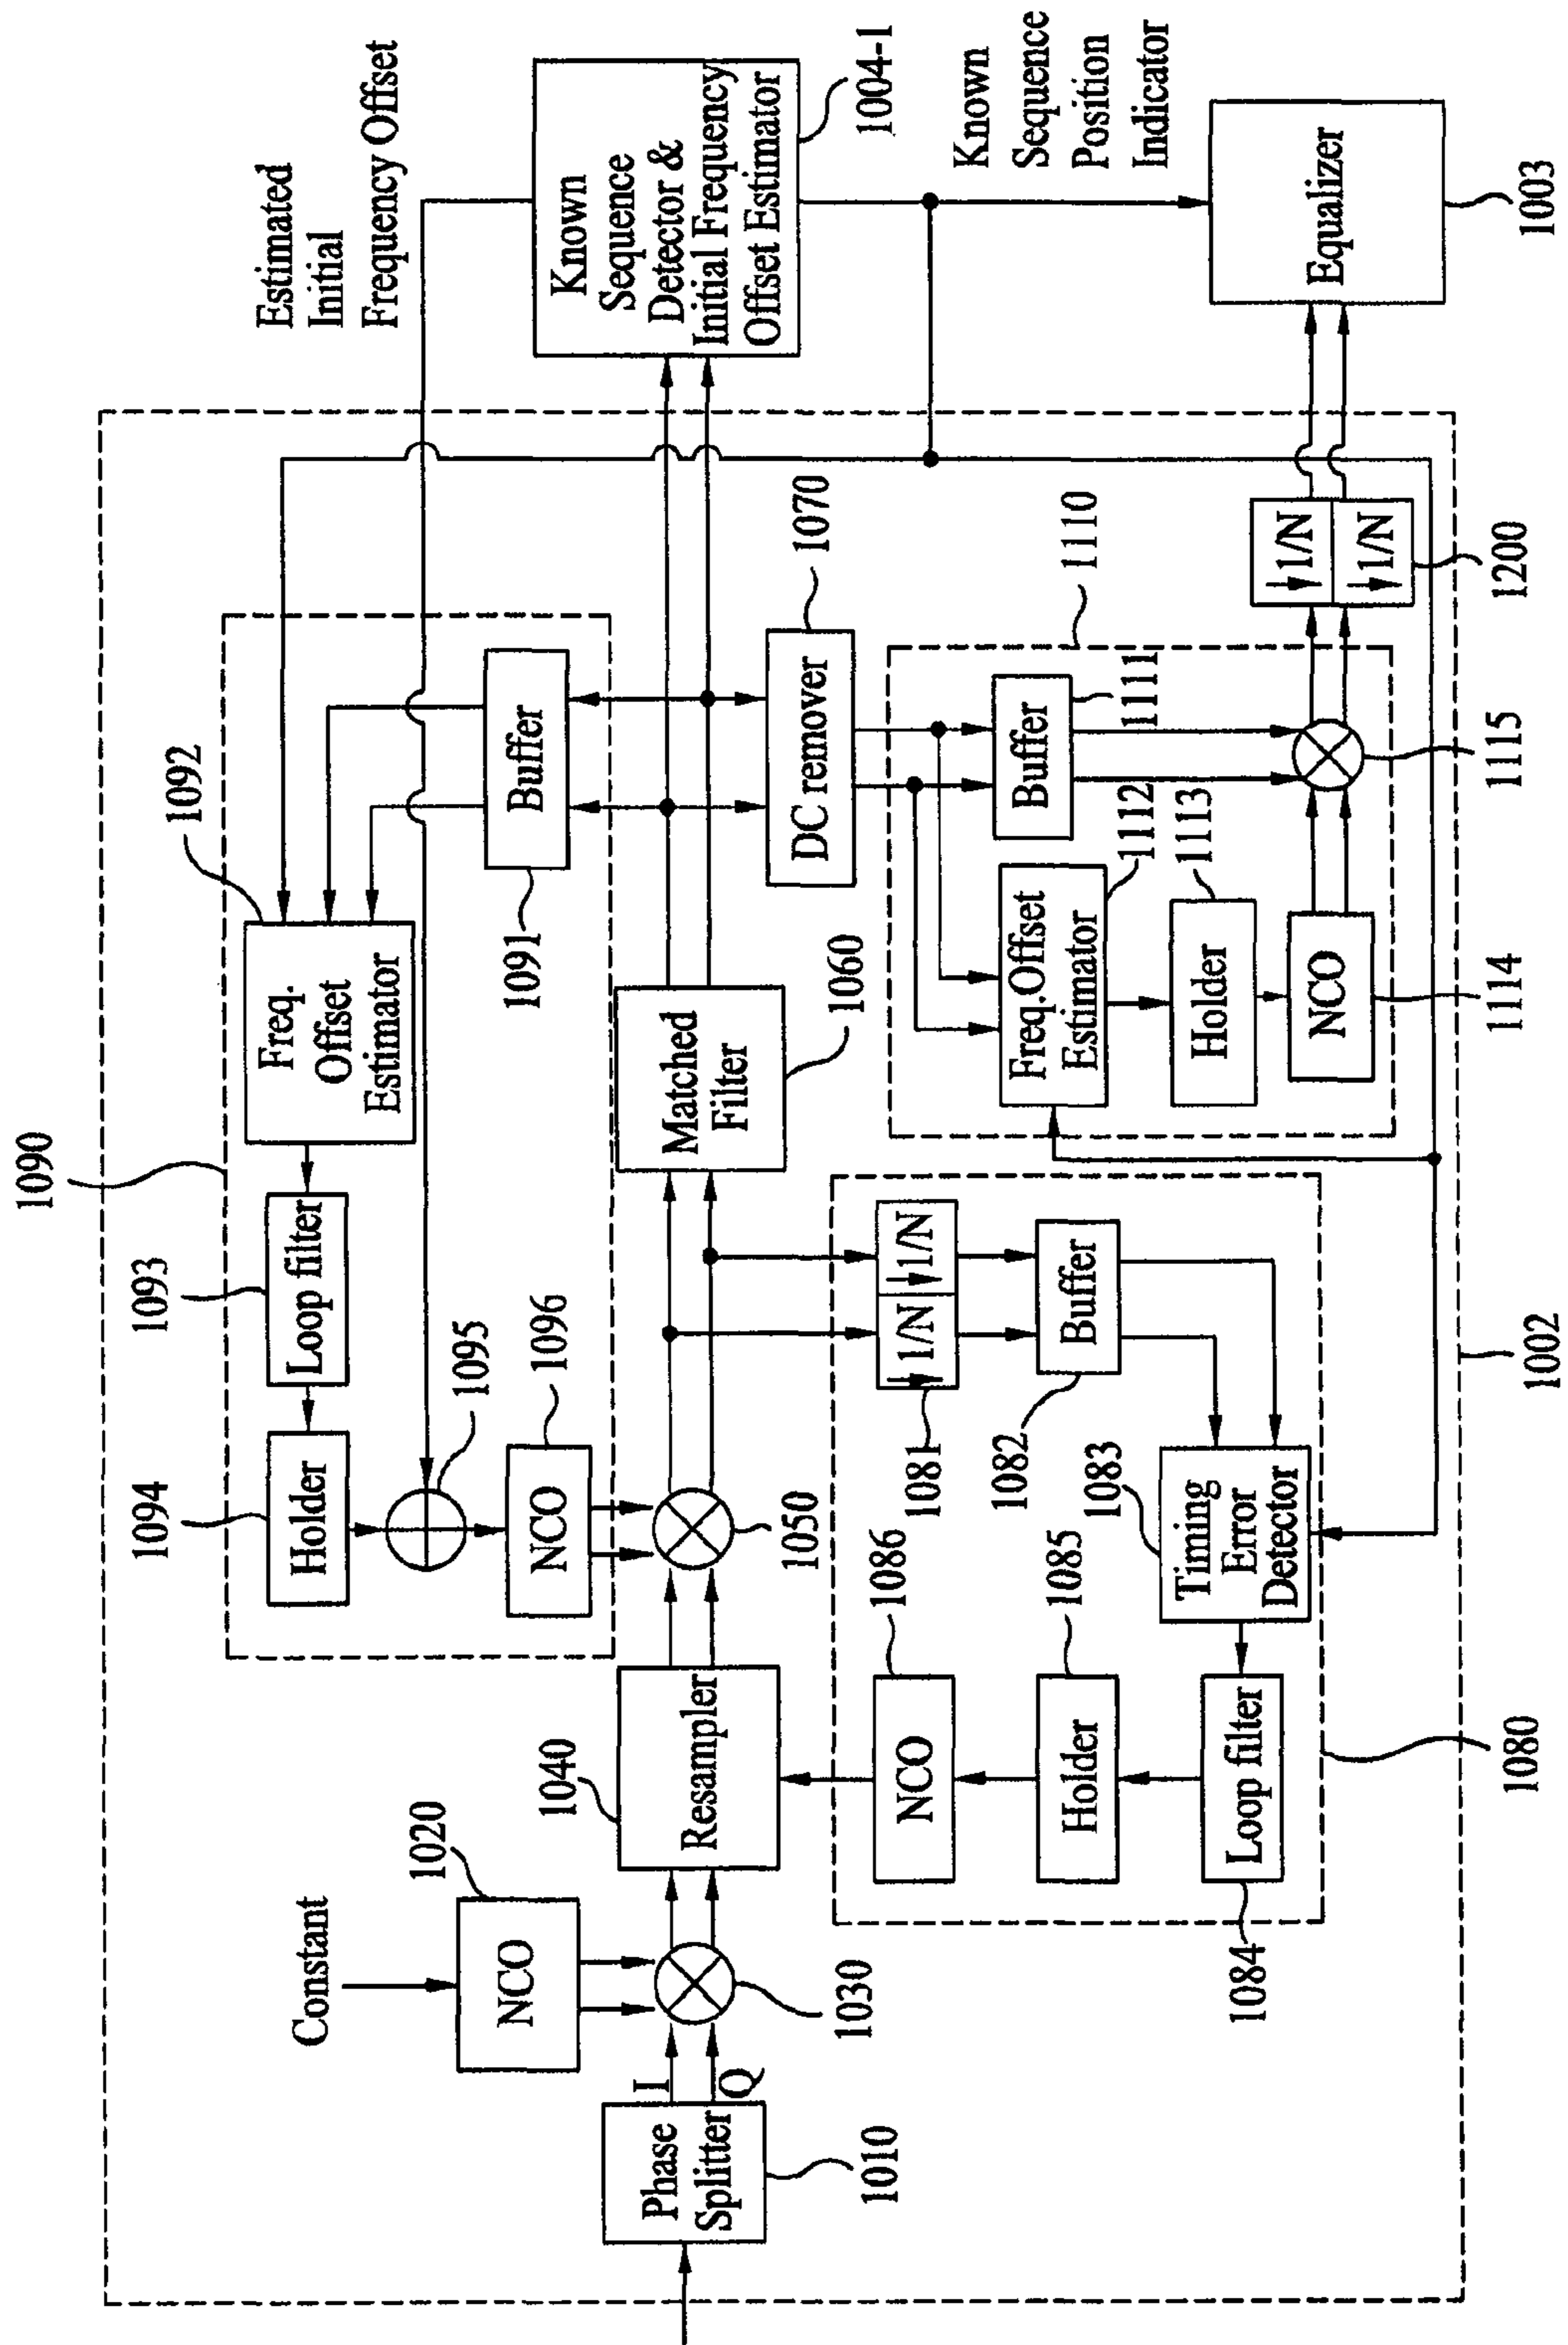 1090
1094
Holder
1093
Loop filter
1092
Freq.
Offset
Estimator
Estimated
Initial
Frequency Offset
1095
1096
NCO
1091
Buffer
Known
Sequence
Detector &
Initial Frequency
Offset Estimator
1004-1
Constant
1020
NCO
1040
I
Q
Phase
Splitter
1010
1030
Resampler
1050
Matched
Filter
1060
DC remover
1070
Known
Sequence
Position
Indicator
1086
NCO
1085
Holder
1084
Loop filter
1083
Timing
Error
Detector
1082
Buffer
1081
↓1/N
↓1/N
1080
1110
Buffer
1111
Freq.Offset
Estimator
1112
1113
Holder
NCO
1114
1115
↓1/N
↓1/N
1200
Equalizer
1003
1002